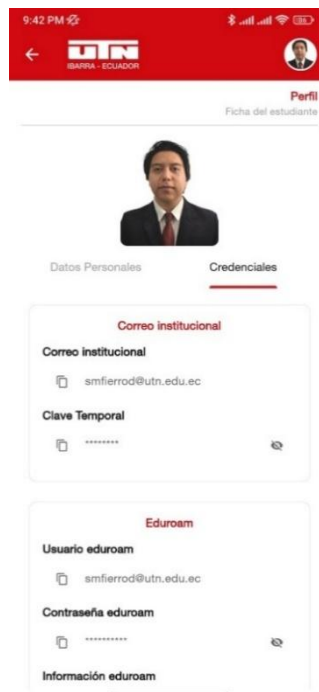 9:42 PM
UTN
IBARRA - ECUADOR
Perfil
Ficha del estudiante
Datos Personales
Credenciales
Correo institucional
Correo institucional
smfierrod@utn.edu.ec
Clave Temporal
********
Eduroam
Usuario eduroam
smfierrod@utn.edu.ec
Contraseña eduroam
**********
Información eduroam